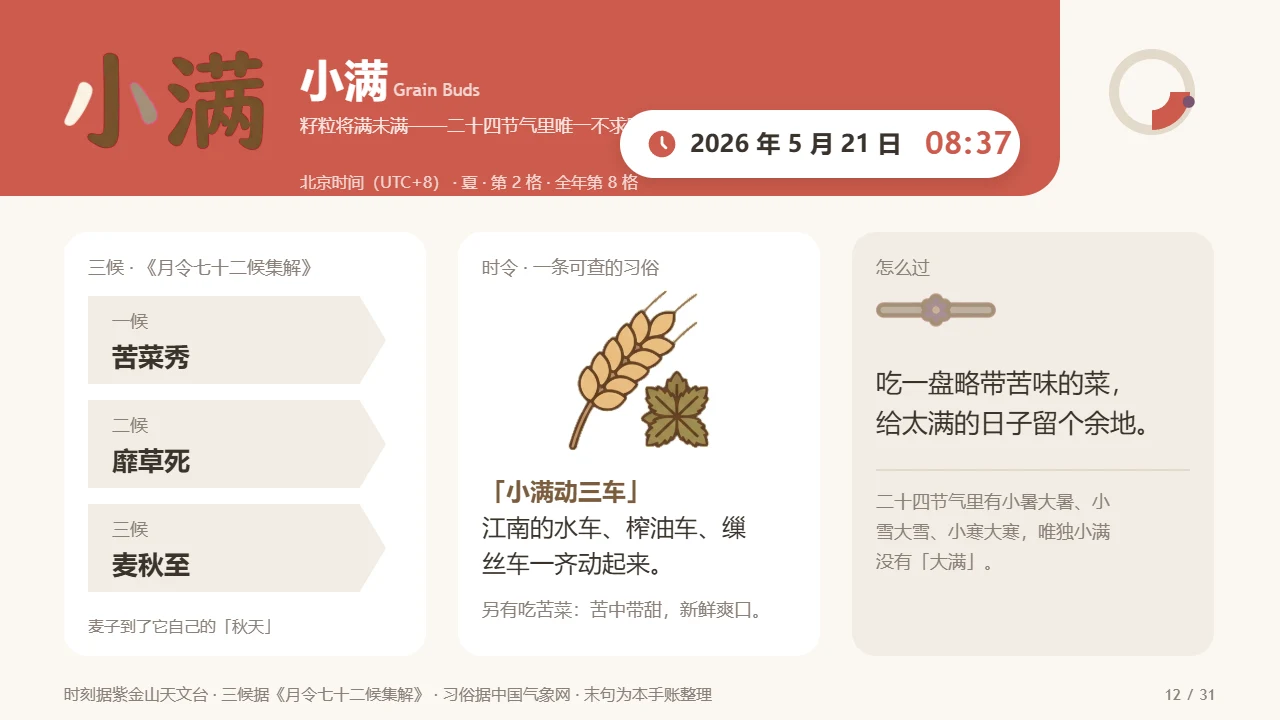 小满
小满 Grain Buds
籽粒将满未满——二十四节气里唯一不求
2026 年 5 月 21 日 08:37
北京时间（UTC+8） · 夏 · 第 2 格 · 全年第 8 格
三候 · 《月令七十二候集解》
一候
苦菜秀
二候
靡草死
三候
麦秋至
麦子到了它自己的「秋天」
时令 · 一条可查的习俗
「小满动三车」
江南的水车、榨油车、缫
丝车一齐动起来。
另有吃苦菜：苦中带甜，新鲜爽口。
怎么过
吃一盘略带苦味的菜，
给太满的日子留个余地。
二十四节气里有小暑大暑、小
雪大雪、小寒大寒，唯独小满
没有「大满」。
时刻据紫金山天文台 · 三候据《月令七十二候集解》 · 习俗据中国气象网 · 末句为本手账整理
12 / 31